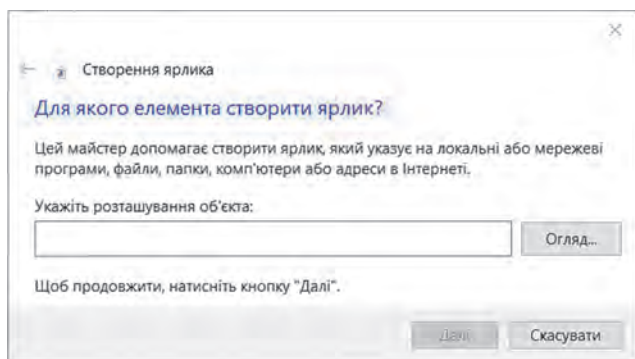 Створення ярлика
Для якого елемента створити ярлик?
Цей майстер допомагає створити ярлик, який указує на локальні або мережеві
програми, файли, папки, комп'ютери або адреси в Інтернеті.
Укажіть розташування об'єкта:
Огляд...
Щоб продовжити, натисніть кнопку "Далі".
Далі
Скасувати